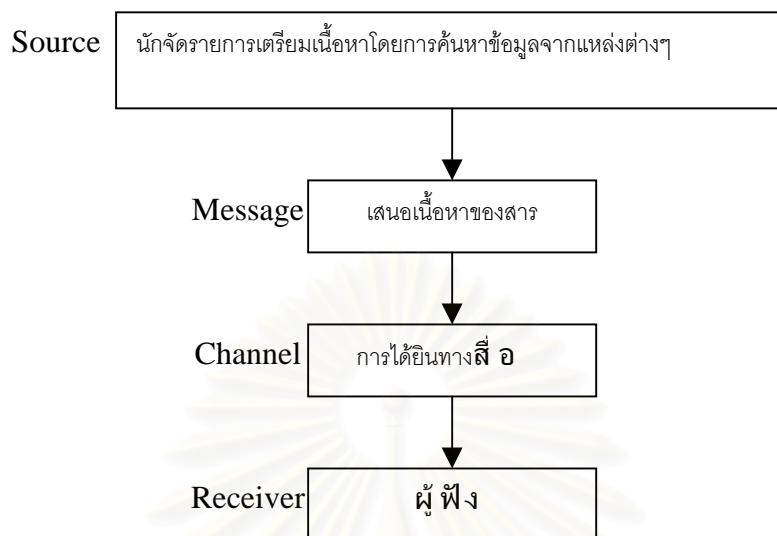 Source นักจัดรายการเตรียมเนื้อหาโดยการค้นหาข้อมูลจากแหล่งต่างๆ
Message เสนอเนื้อหาของสาร
Channel การได้ยินทางสื่อ
Receiver ผู้ฟัง